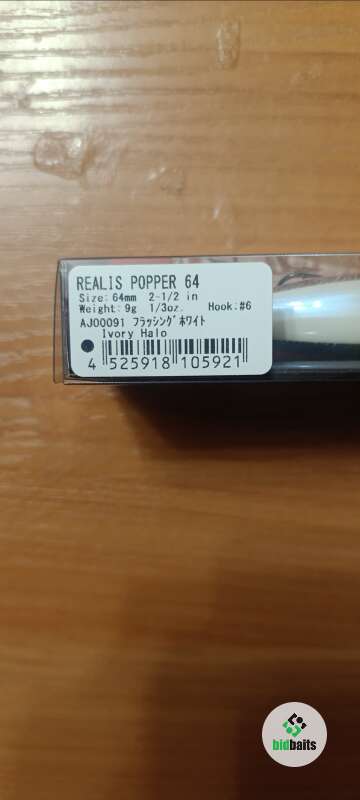 REALIS POPPER 64
Size: 64mm 2-1/2 in
Weight: 9g 1/3oz. Hook:#6
AJO0091 フラッシングホワイト
Ivory Halo
4 525918 105921
bidbaits